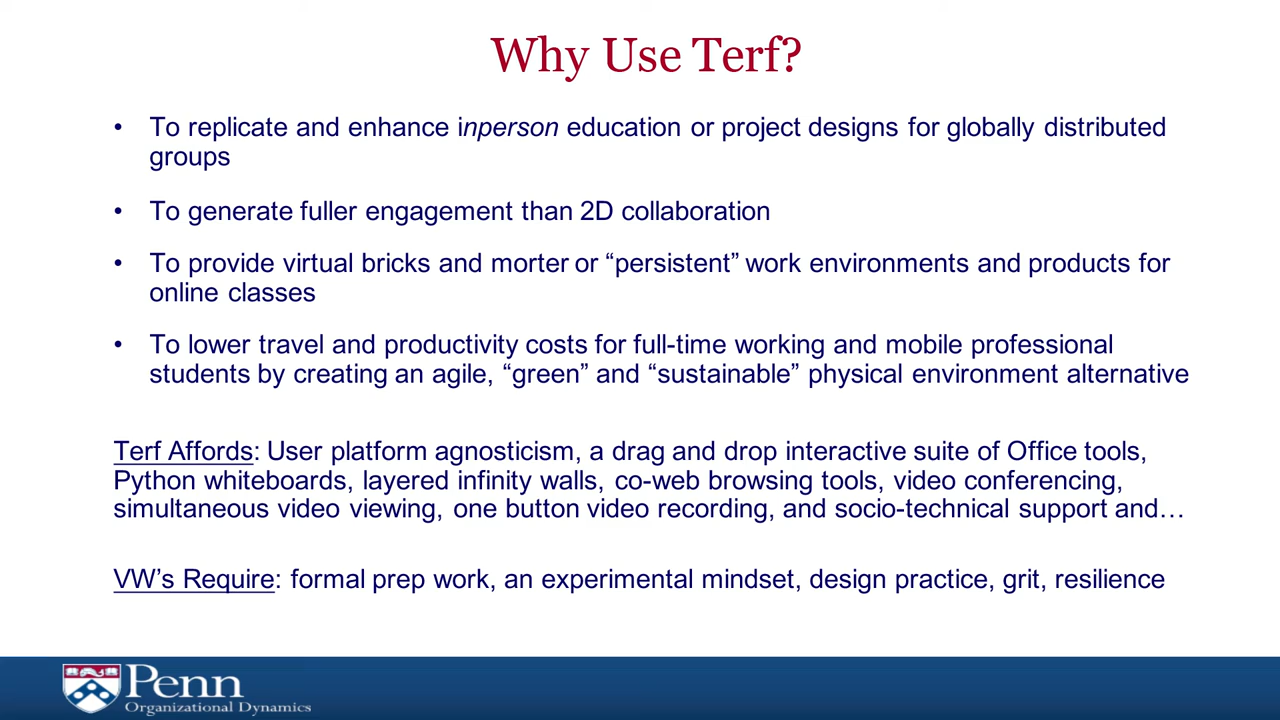 Why Use Terf?
• To replicate and enhance inperson education or project designs for globally distributed
groups
• To generate fuller engagement than 2D collaboration
• To provide virtual bricks and morter or “persistent” work environments and products for
online classes
• To lower travel and productivity costs for full-time working and mobile professional
students by creating an agile, “green” and “sustainable” physical environment alternative
Terf Affords: User platform agnosticism, a drag and drop interactive suite of Office tools,
Python whiteboards, layered infinity walls, co-web browsing tools, video conferencing,
simultaneous video viewing, one button video recording, and socio-technical support and…
VW’s Require: formal prep work, an experimental mindset, design practice, grit, resilience
Penn
Organizational Dynamics